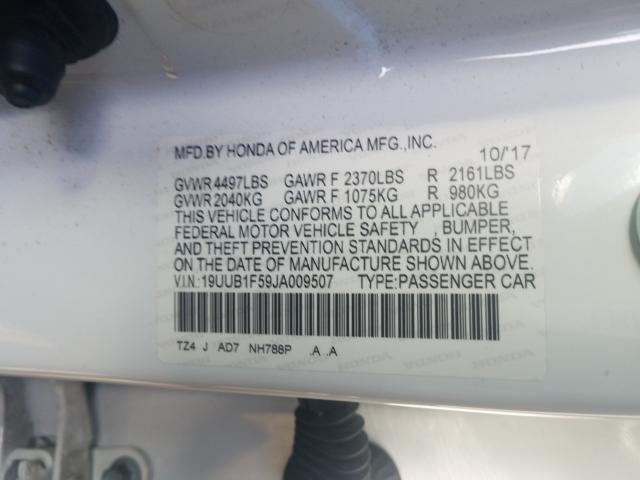 MFD.BY HONDA OF AMERICA MFG.,INC. 10/'17
GVWR 4497LBS GAWR F 2370LBS R 2161LBS
GVWR 2040KG GAWR F 1075KG R 980KG
THIS VEHICLE CONFORMS TO ALL APPLICABLE
FEDERAL MOTOR VEHICLE SAFETY , BUMPER,
AND THEFT PREVENTION STANDARDS IN EFFECT
ON THE DATE OF MANUFACTURE SHOWN ABOVE.
V.I.N.:19UUB1F59JA009507 TYPE:PASSENGER CAR
TZ4 J AD7 NH788P .A .A